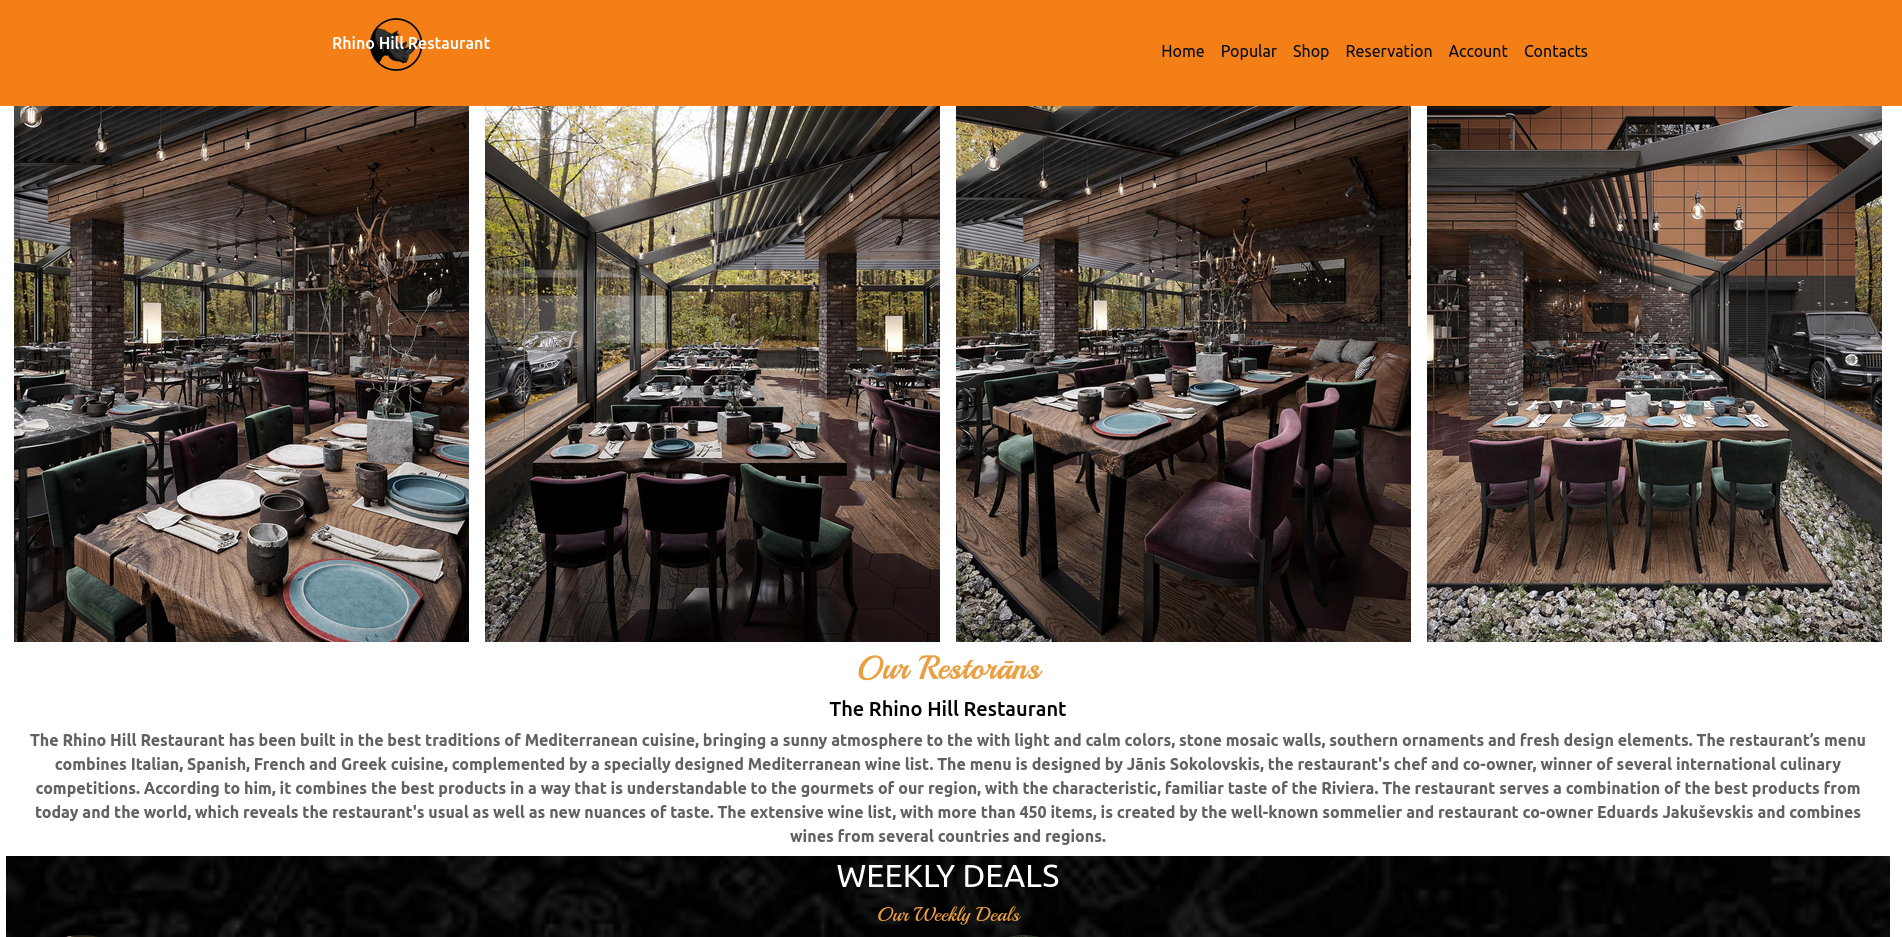 Rhino Hill Restaurant
Home Popular Shop Reservation Account Contacts
Our Restorāns
The Rhino Hill Restaurant
The Rhino Hill Restaurant has been built in the best traditions of Mediterranean cuisine, bringing a sunny atmosphere to the with light and calm colors, stone mosaic walls, southern ornaments and fresh design elements. The restaurant’s menu
combines Italian, Spanish, French and Greek cuisine, complemented by a specially designed Mediterranean wine list. The menu is designed by Jānis Sokolovskis, the restaurant's chef and co-owner, winner of several international culinary
competitions. According to him, it combines the best products in a way that is understandable to the gourmets of our region, with the characteristic, familiar taste of the Riviera. The restaurant serves a combination of the best products from
today and the world, which reveals the restaurant's usual as well as new nuances of taste. The extensive wine list, with more than 450 items, is created by the well-known sommelier and restaurant co-owner Eduards Jakuševskis and combines
wines from several countries and regions.
WEEKLY DEALS
Our Weekly Deals